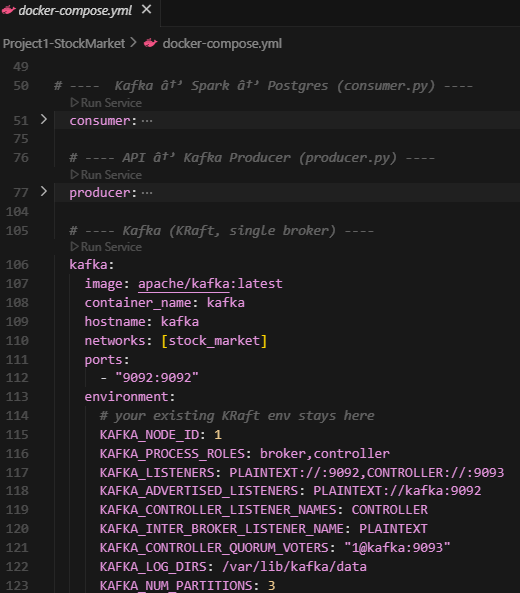 docker-compose.yml
Project1-StockMarket > docker-compose.yml
49
50 # ---- Kafka â†’ Spark â†’ Postgres (consumer.py) ----
Run Service
51 consumer: ...
75
76 # ---- API â†’ Kafka Producer (producer.py) ----
Run Service
77 producer: ...
104
105 # ---- Kafka (KRaft, single broker) ----
Run Service
106 kafka:
107 image: apache/kafka:latest
108 container_name: kafka
109 hostname: kafka
110 networks: [stock_market]
111 ports:
112 - "9092:9092"
113 environment:
114 # your existing KRaft env stays here
115 KAFKA_NODE_ID: 1
116 KAFKA_PROCESS_ROLES: broker,controller
117 KAFKA_LISTENERS: PLAINTEXT://:9092,CONTROLLER://:9093
118 KAFKA_ADVERTISED_LISTENERS: PLAINTEXT://kafka:9092
119 KAFKA_CONTROLLER_LISTENER_NAMES: CONTROLLER
120 KAFKA_INTER_BROKER_LISTENER_NAME: PLAINTEXT
121 KAFKA_CONTROLLER_QUORUM_VOTERS: "1@kafka:9093"
122 KAFKA_LOG_DIRS: /var/lib/kafka/data
123 KAFKA_NUM_PARTITIONS: 3